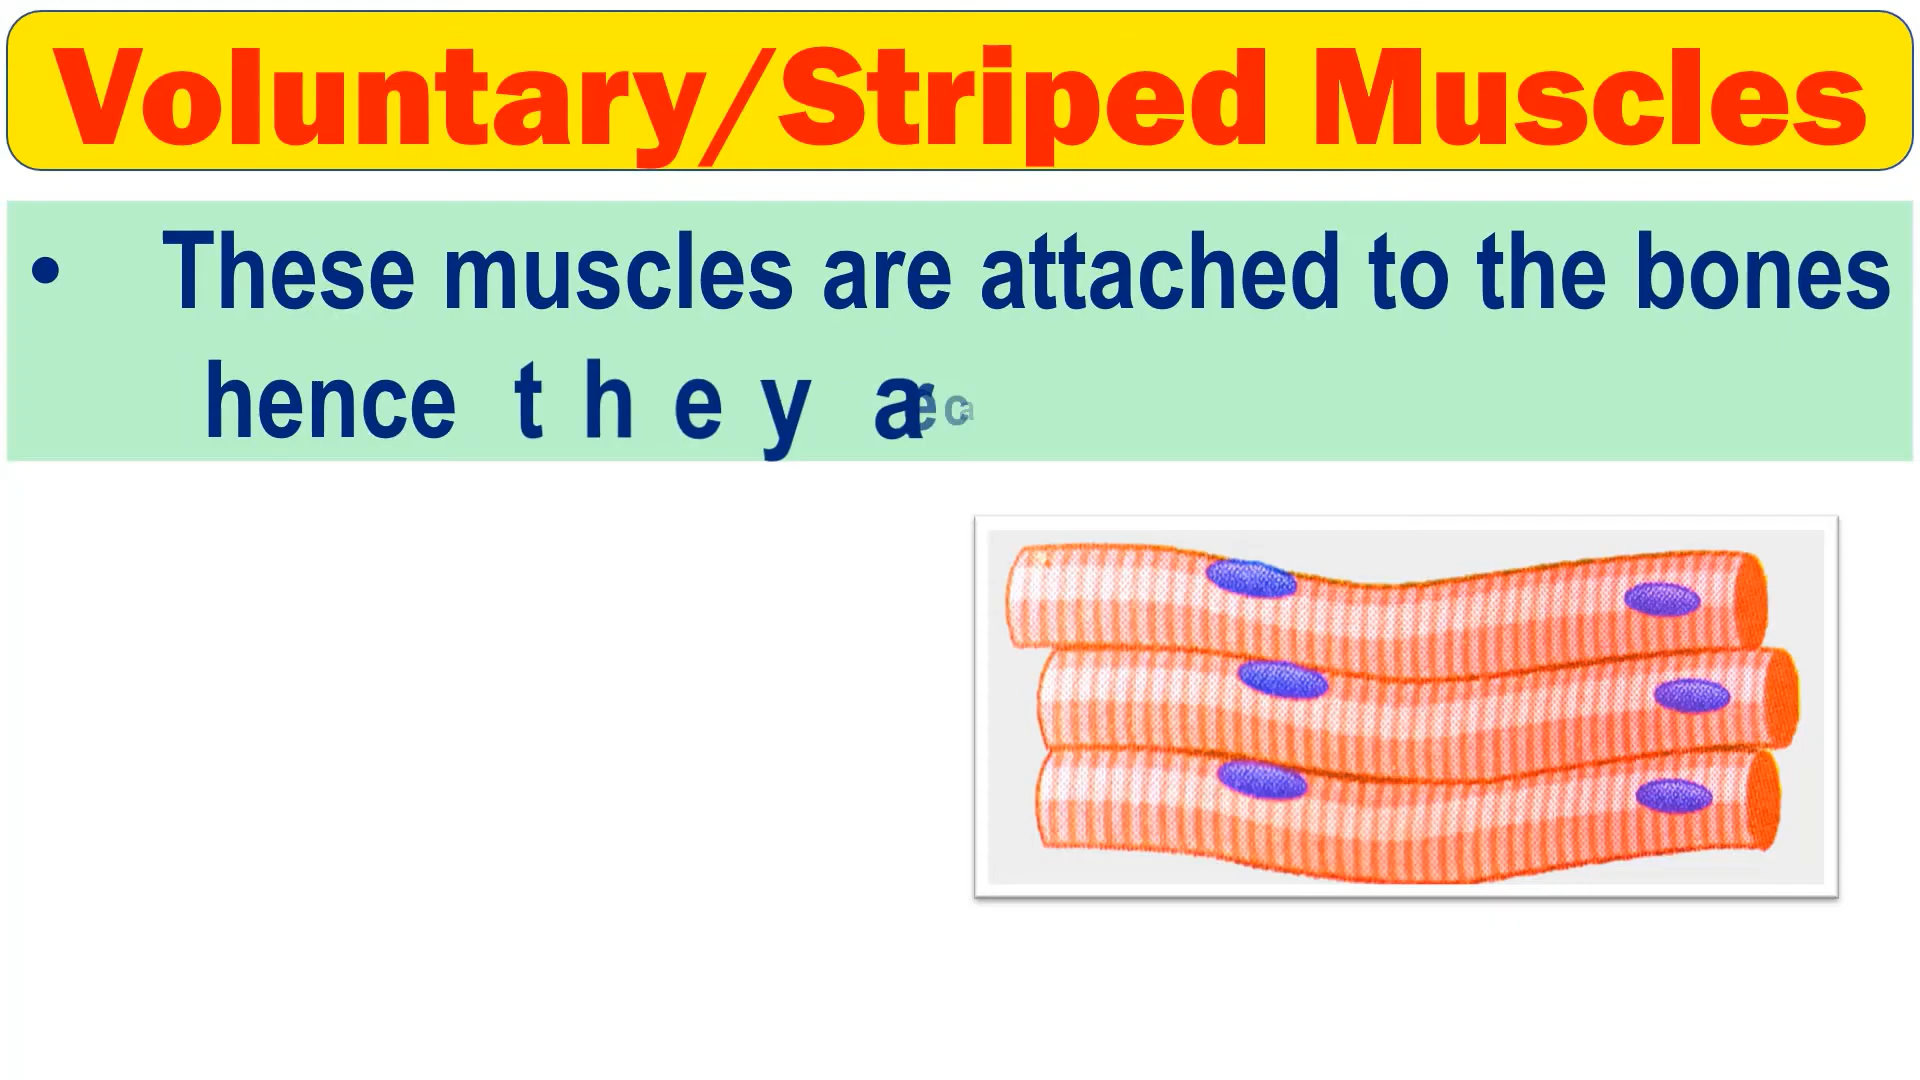 Voluntary/Striped Muscles
• These muscles are attached to the bones
hence they